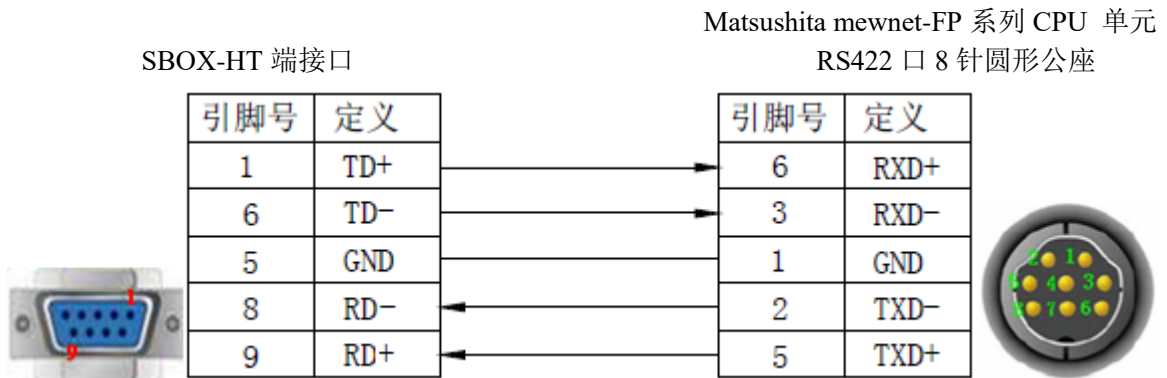 Matsushita mewnet-FP 系列 CPU 单元
SBOX-HT 端接口 RS422 口 8 针圆形公座
引脚号 定义 引脚号 定义
1 TD+ 6 RXD+
6 TD- 3 RXD-
5 GND 1 GND
8 RD- 2 TXD-
9 RD+ 5 TXD+
1
9
2 1
5 4 3
8 7 6